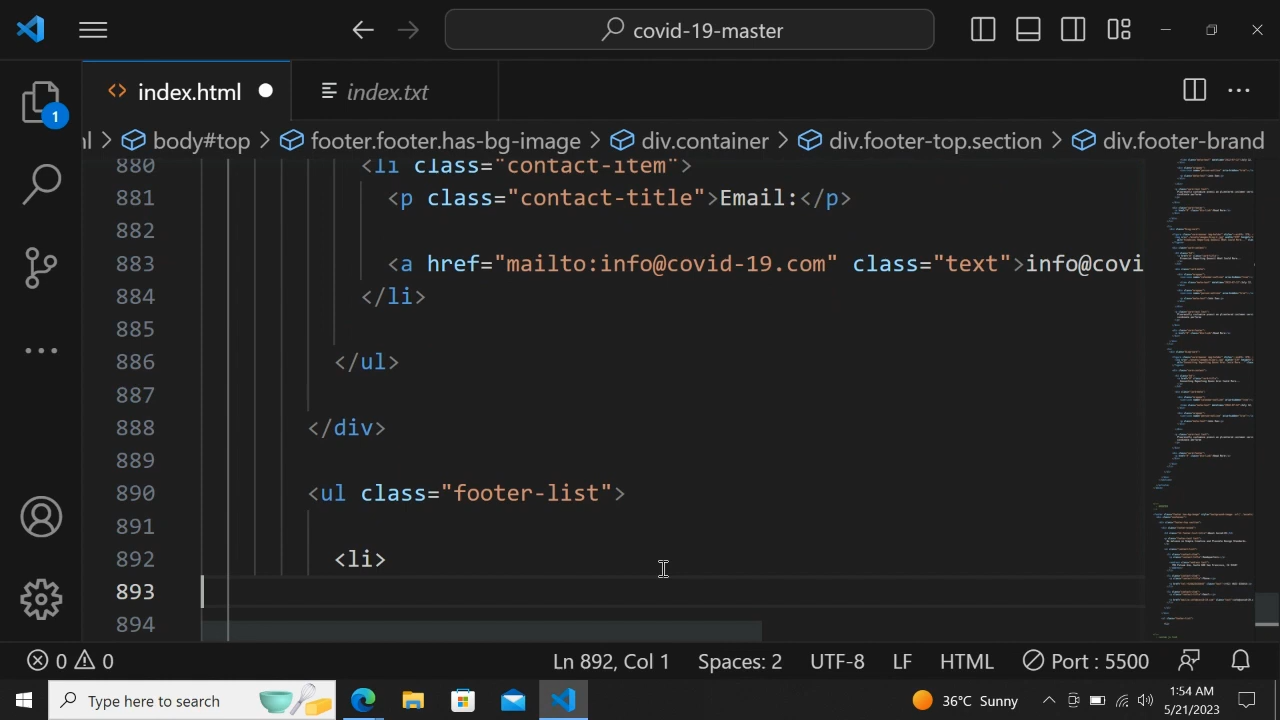 covid-19-master
index.html
index.txt
1
body#top
footer.footer.has-bg-image
div.container
div.footer-top.section
div.footer-brand
880 <li class="contact-item">
881 <p class="contact-title">Email:</p>
882
883 <a href="mailto:info@covid-19.com" class="text">info@covi
884 </li>
885
886 </ul>
887
888 </div>
889
890 <ul class="footer-list">
891
892 <li>
893
894
0 0
Ln 892, Col 1
Spaces: 2
UTF-8
LF
HTML
Port : 5500
Type here to search
36°C Sunny
1:54 AM
5/21/2023